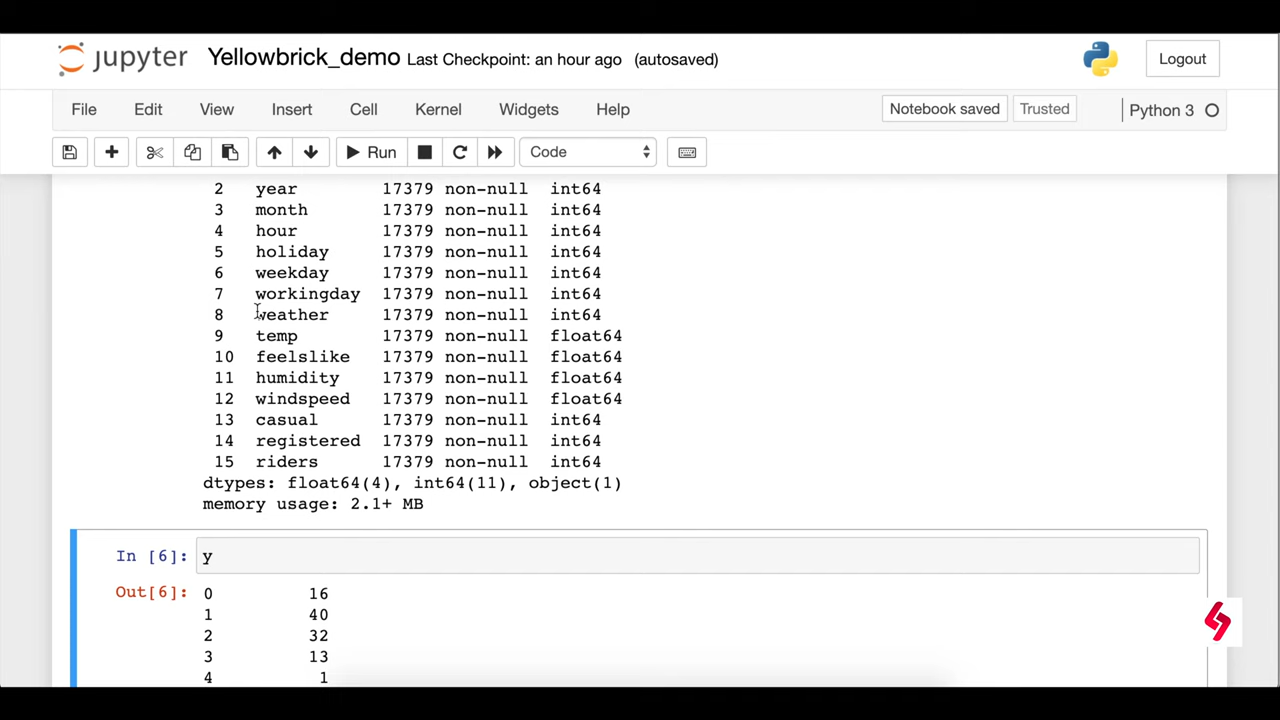 jupyter Yellowbrick_demo Last Checkpoint: an hour ago (autosaved) Logout
File Edit View Insert Cell Kernel Widgets Help Notebook saved Trusted Python 3
Run Code
2 year 17379 non-null int64
3 month 17379 non-null int64
4 hour 17379 non-null int64
5 holiday 17379 non-null int64
6 weekday 17379 non-null int64
7 workingday 17379 non-null int64
8 weather 17379 non-null int64
9 temp 17379 non-null float64
10 feelslike 17379 non-null float64
11 humidity 17379 non-null float64
12 windspeed 17379 non-null float64
13 casual 17379 non-null int64
14 registered 17379 non-null int64
15 riders 17379 non-null int64
dtypes: float64(4), int64(11), object(1)
memory usage: 2.1+ MB
In [6]: y
Out[6]: 0 16
1 40
2 32
3 13
4 1